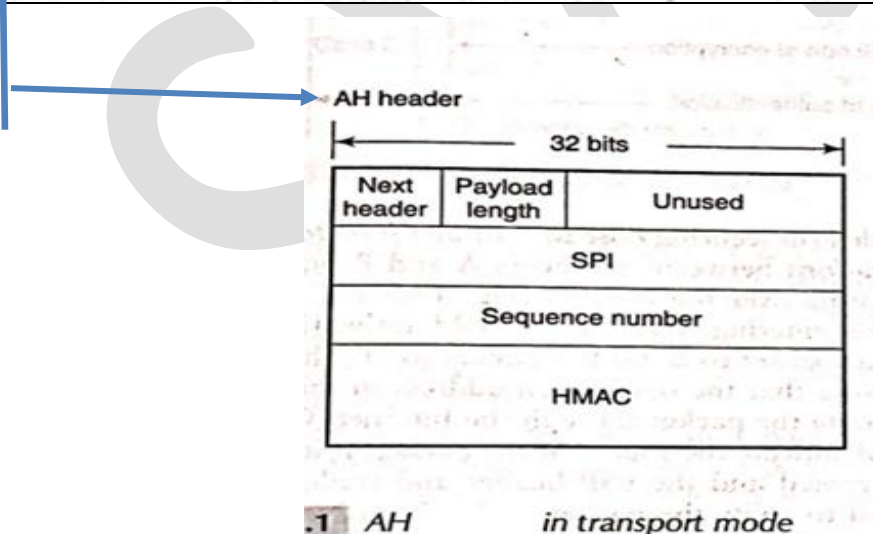 AH header
32 bits
Next header
Payload length
Unused
SPI
Sequence number
HMAC
.1 AH in transport mode